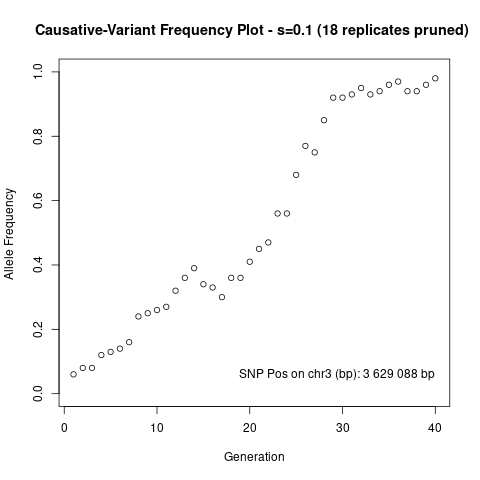 Causative-Variant Frequency Plot - s=0.1 (18 replicates pruned)
1.0
0.8
0.6
0.4
0.2
0.0
Allele Frequency
SNP Pos on chr3 (bp): 3 629 088 bp
0 10 20 30 40
Generation